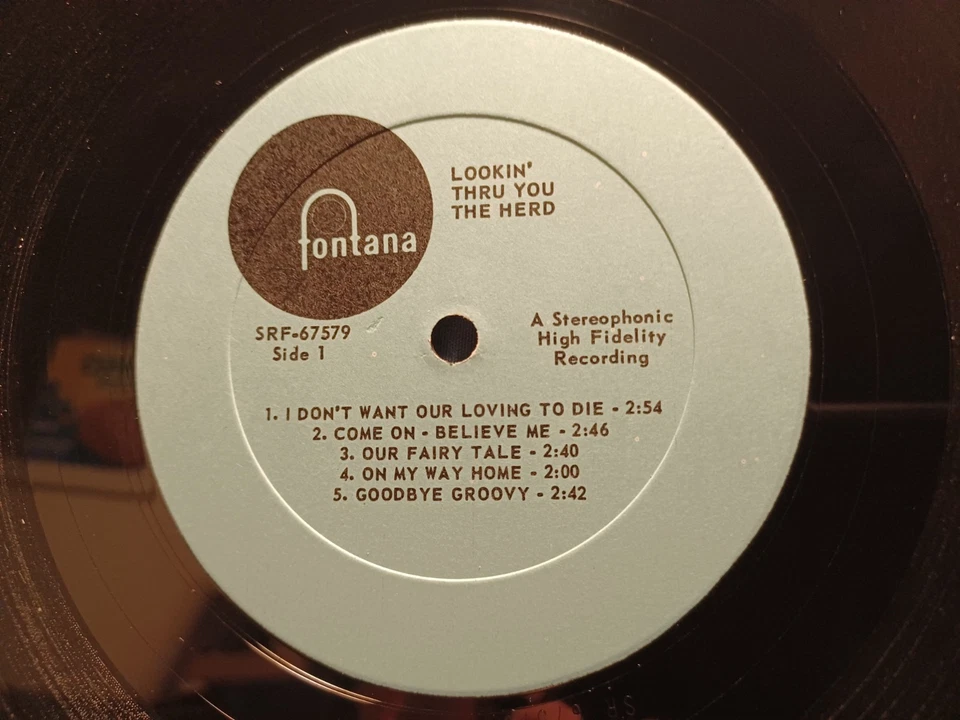 LOOKIN'
THRU YOU
THE HERD
fontana
SRF-67579
Side 1
A Stereophonic
High Fidelity
Recording
1. I DON'T WANT OUR LOVING TO DIE - 2:54
2. COME ON - BELIEVE ME - 2:46
3. OUR FAIRY TALE - 2:40
4. ON MY WAY HOME - 2:00
5. GOODBYE GROOVY - 2:42